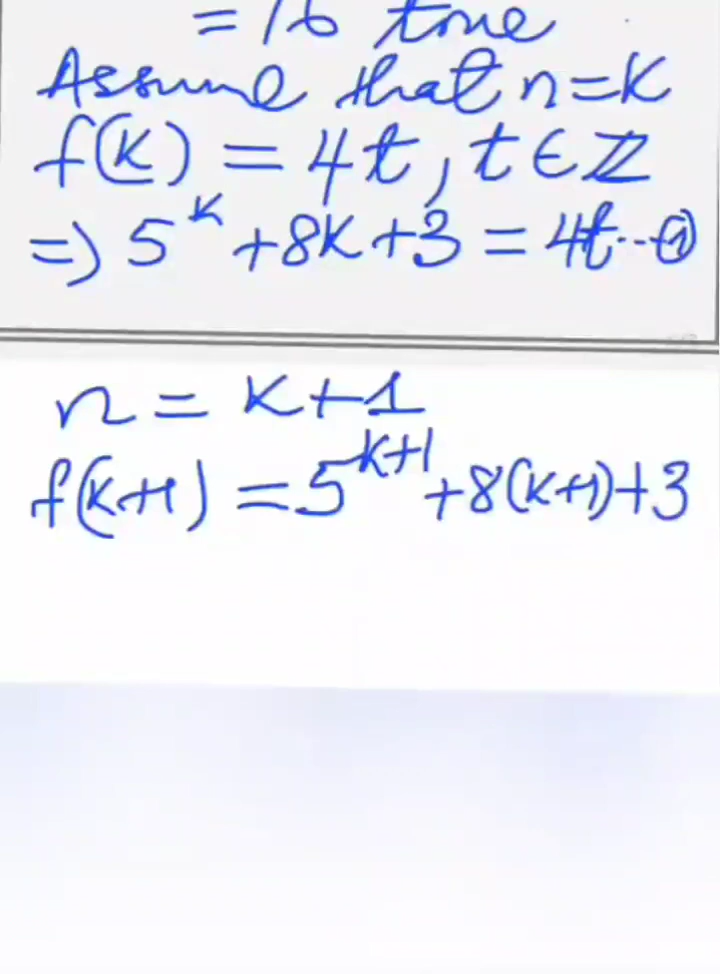 = 16 true
Assume that n=K
f(K) = 4t, t∈ℤ
=> 5^K +8K+3 = 4t --①
n = K+1
f(K+1) = 5^{K+1} +8(K+1)+3